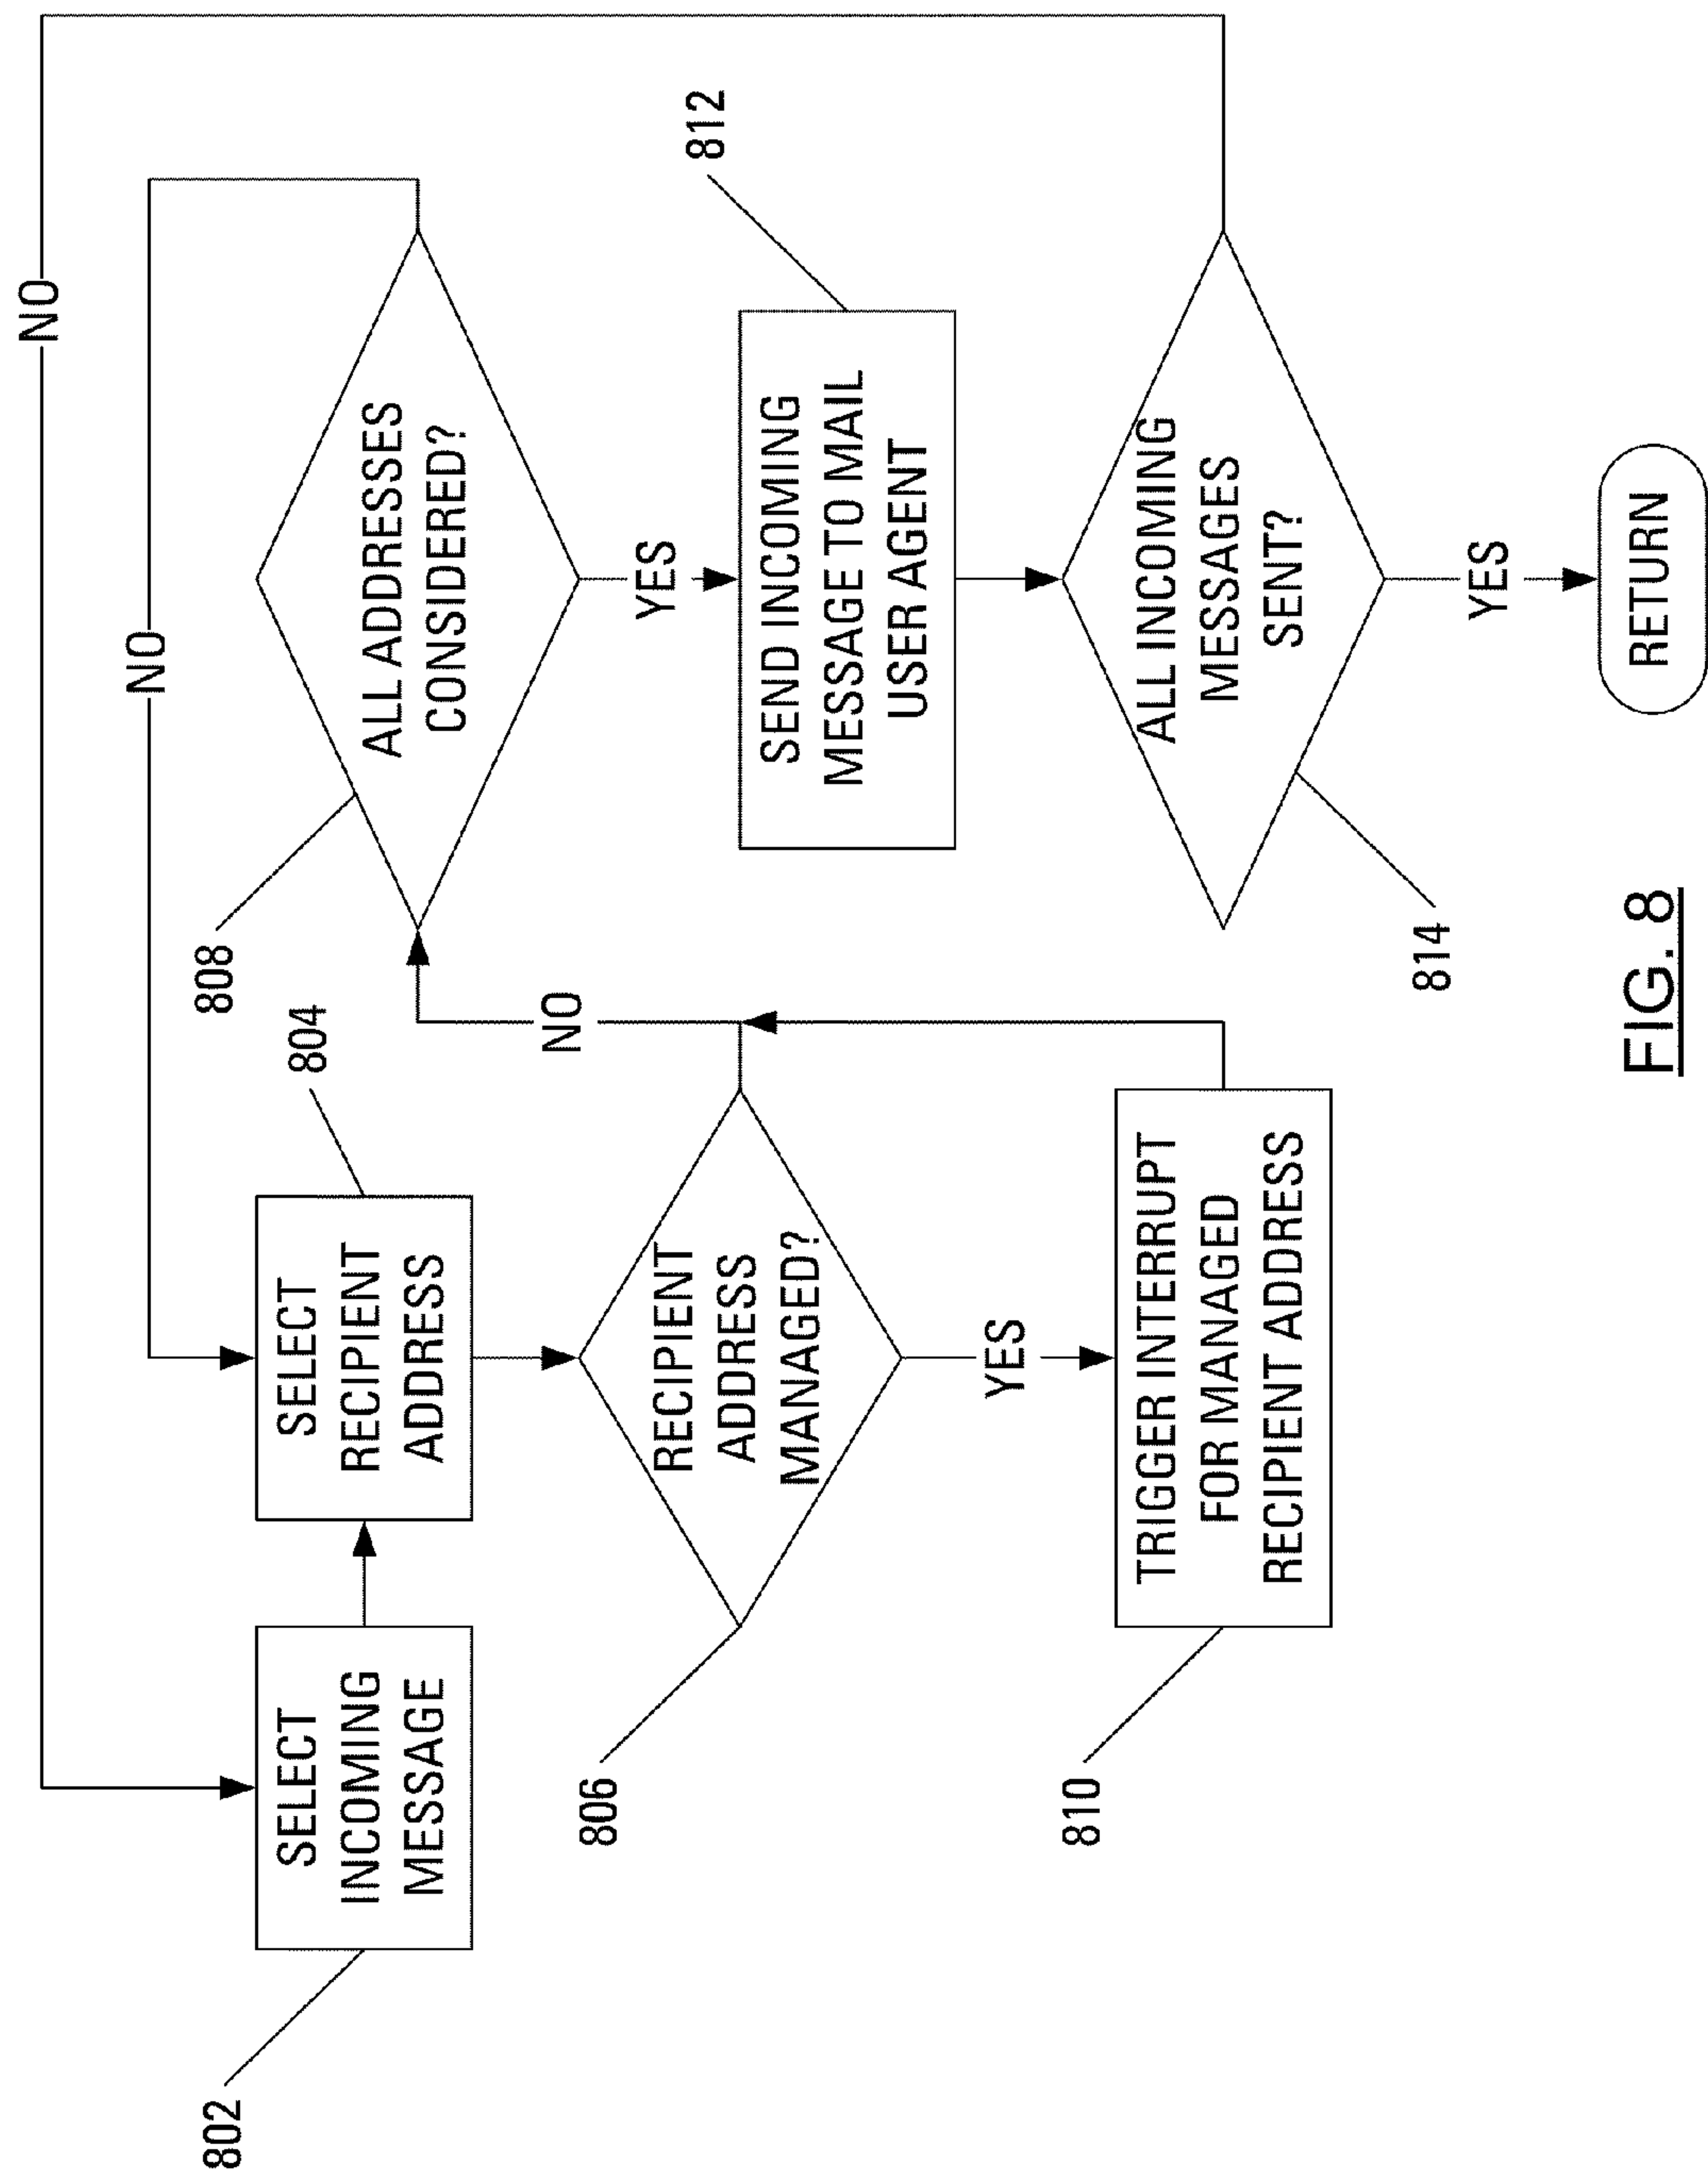 NO
NO
802
SELECT
INCOMING
MESSAGE
804
SELECT
RECIPIENT
ADDRESS
806
RECIPIENT
ADDRESS
MANAGED?
NO
YES
810
TRIGGER INTERRUPT
FOR MANAGED
RECIPIENT ADDRESS
808
ALL ADDRESSES
CONSIDERED?
YES
812
SEND INCOMING
MESSAGE TO MAIL
USER AGENT
814
ALL INCOMING
MESSAGES
SENT?
YES
RETURN
FIG. 8